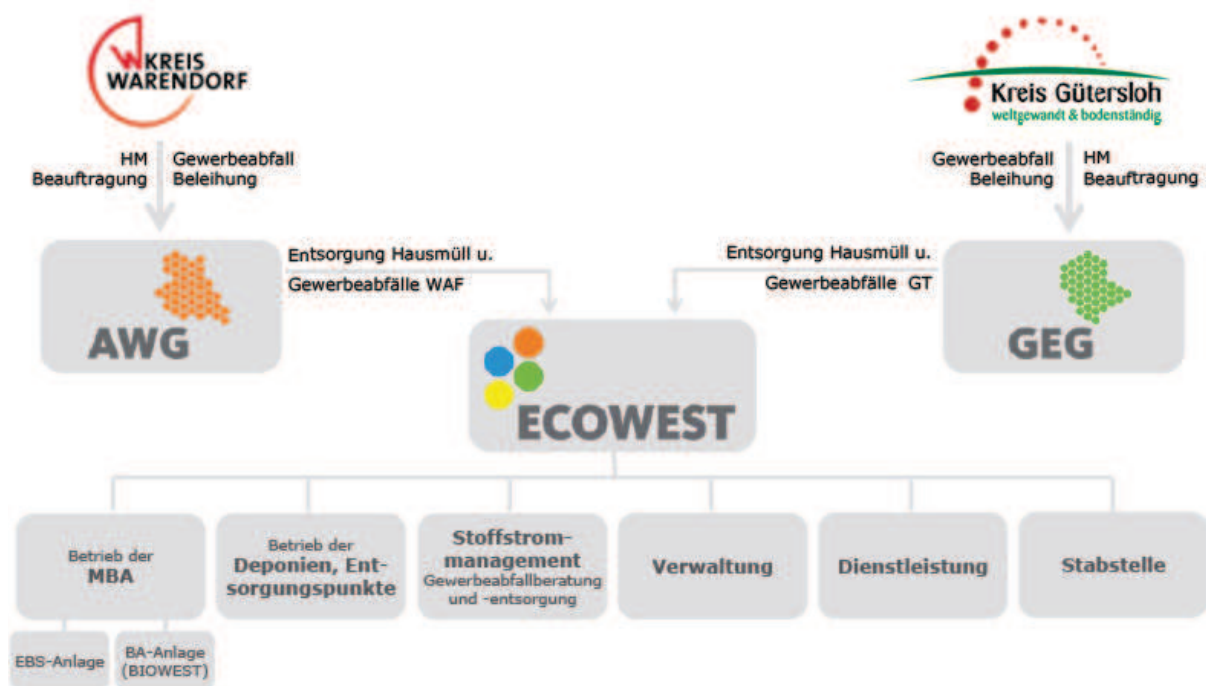 KREIS
WARENDORF
Kreis Gütersloh
weltgewandt & bodenständig
HM
Beauftragung
Gewerbeabfall
Beleihung
Gewerbeabfall
Beleihung
HM
Beauftragung
AWG
Entsorgung Hausmüll u.
Gewerbeabfälle WAF
Entsorgung Hausmüll u.
Gewerbeabfälle GT
GEG
ECOWEST
Betrieb der
MBA
Betrieb der
Deponien, Ent-
sorgungspunkte
Stoffstrom-
management
Gewerbeabfallberatung
und -entsorgung
Verwaltung
Dienstleistung
Stabstelle
EBS-Anlage
BA-Anlage
(BIOWEST)